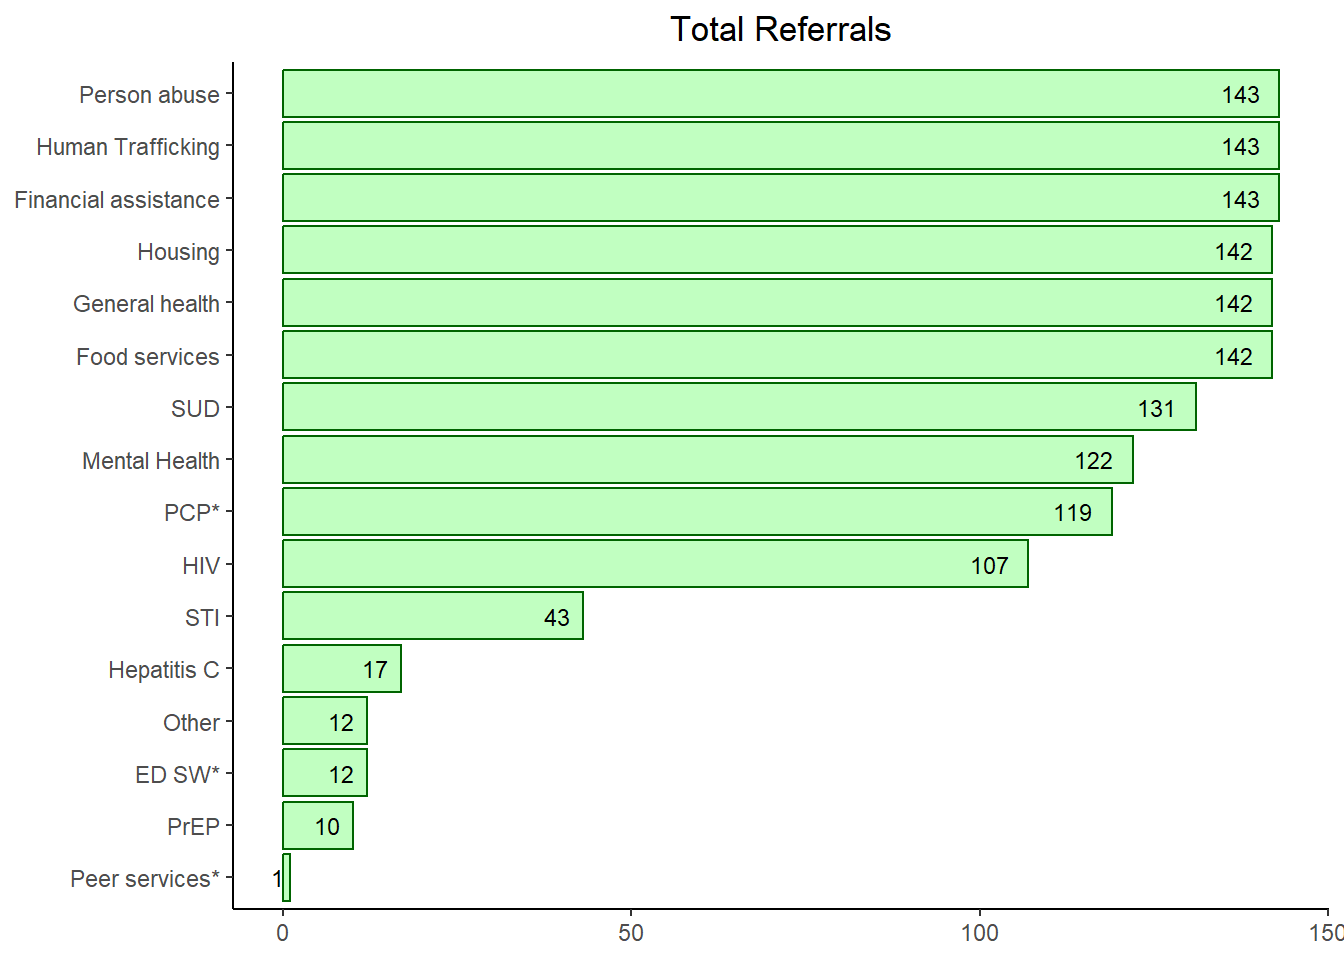 Total Referrals
Person abuse 143
Human Trafficking 143
Financial assistance 143
Housing 142
General health 142
Food services 142
SUD 131
Mental Health 122
PCP* 119
HIV 107
STI 43
Hepatitis C 17
Other 12
ED SW* 12
PrEP 10
Peer services* 1
0 50 100 150